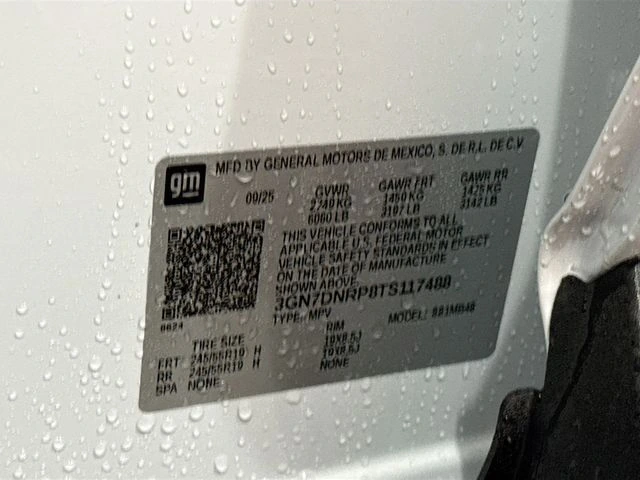 gm
MFD BY GENERAL MOTORS DE MEXICO, S. DE R.L. DE C.V.
09/25 GVWR GAWR FRT GAWR RR
2749 KG 1450 KG 1425 KG
6060 LB 3197 LB 3142 LB
THIS VEHICLE CONFORMS TO ALL
APPLICABLE U.S. FEDERAL MOTOR
VEHICLE SAFETY STANDARDS IN EFFECT
ON THE DATE OF MANUFACTURE
SHOWN ABOVE.
3GN7DNRP8TS117488
TYPE: MPV MODEL:
TIRE SIZE RIM
FRT 245/55R19 H 19X8.5J
RR 245/55R19 H 19X8.5J
SPA NONE NONE